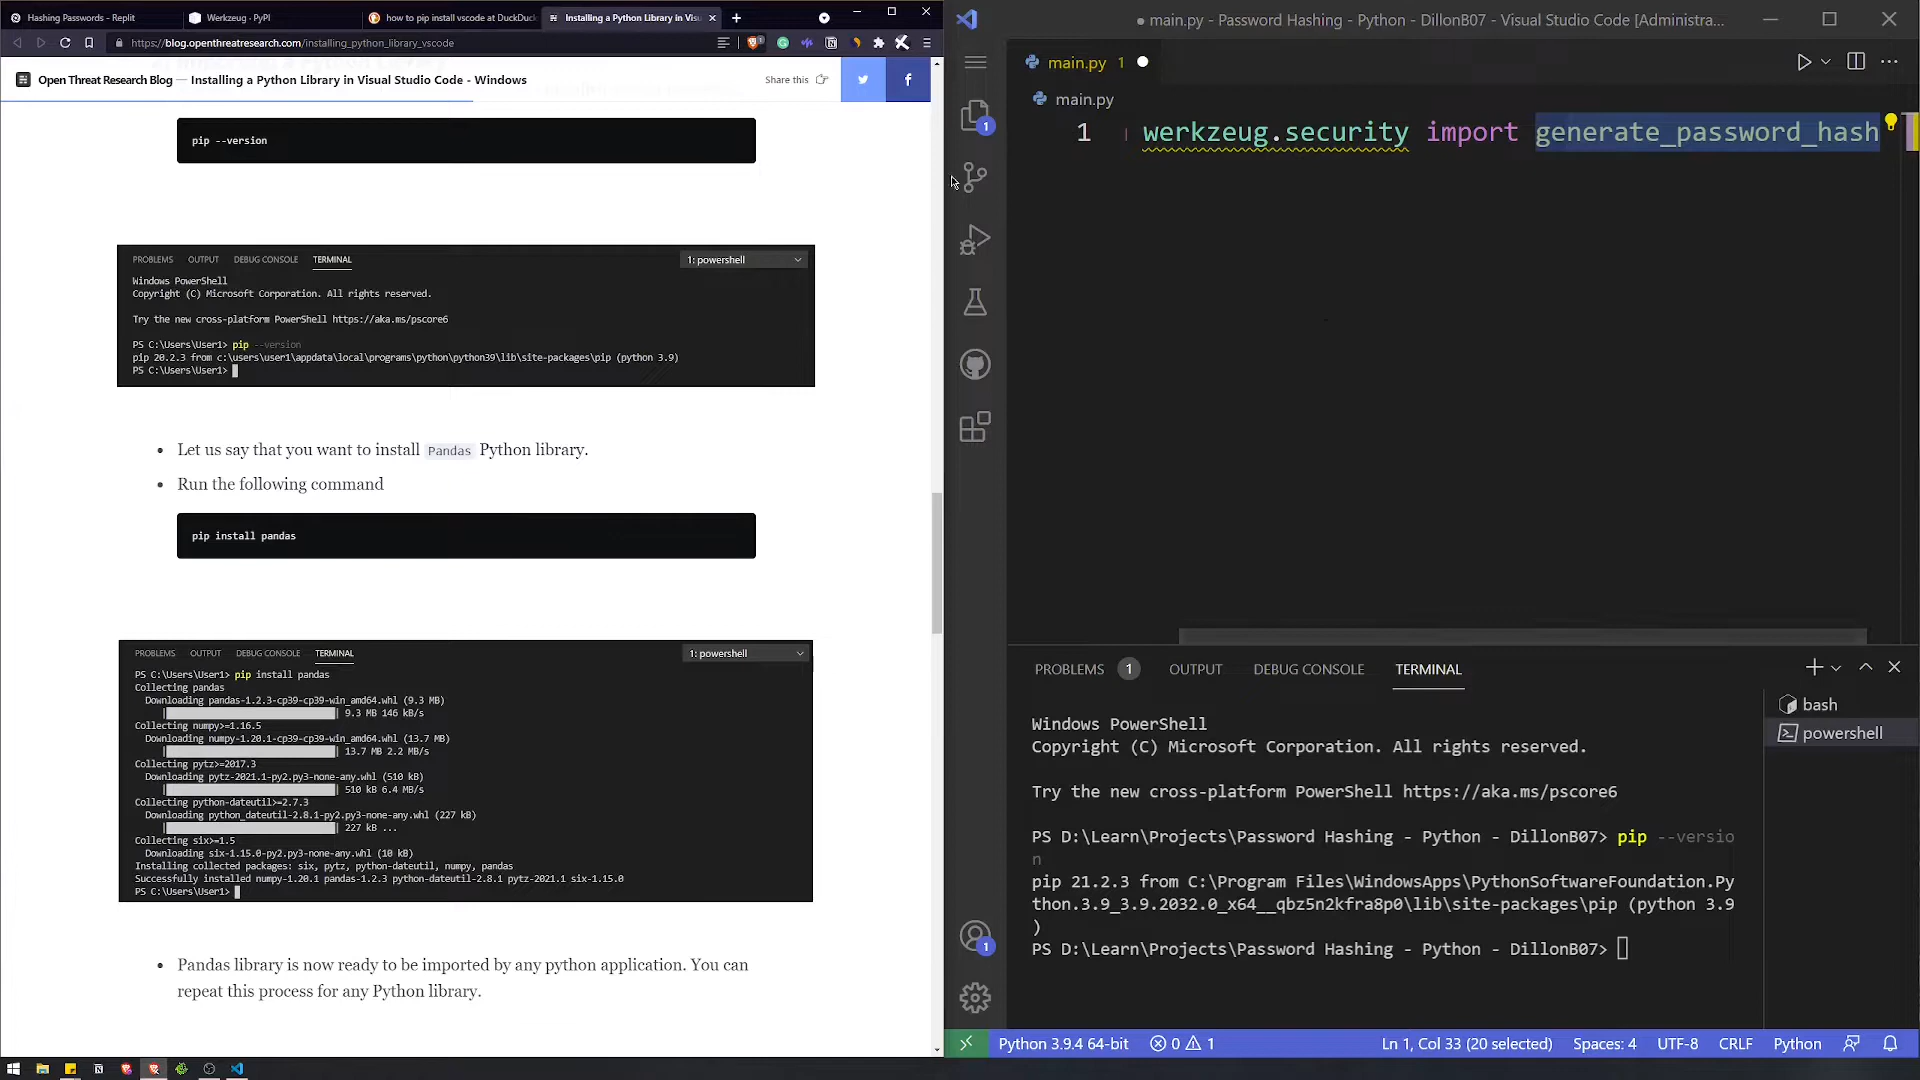 Hashing Passwords - Replit
Werkzeug · PyPI
how to pip install vscode at DuckDuc
Installing a Python Library in Visu
https://blog.openthreatresearch.com/installing_python_library_vscode
Open Threat Research Blog — Installing a Python Library in Visual Studio Code - Windows
Share this
pip --version
PROBLEMS OUTPUT DEBUG CONSOLE TERMINAL 1: powershell
Windows PowerShell
Copyright (C) Microsoft Corporation. All rights reserved.
Try the new cross-platform PowerShell https://aka.ms/pscore6
PS C:\Users\User1> pip --version
pip 20.2.3 from c:\users\user1\appdata\local\programs\python\python39\lib\site-packages\pip (python 3.9)
PS C:\Users\User1>
Let us say that you want to install Pandas Python library.
Run the following command
pip install pandas
PROBLEMS OUTPUT DEBUG CONSOLE TERMINAL 1: powershell
PS C:\Users\User1> pip install pandas
Collecting pandas
Downloading pandas-1.2.3-cp39-cp39-win_amd64.whl (9.3 MB)
9.3 MB 146 kB/s
Collecting numpy>=1.16.5
Downloading numpy-1.20.1-cp39-cp39-win_amd64.whl (13.7 MB)
13.7 MB 2.2 MB/s
Collecting pytz>=2017.3
Downloading pytz-2021.1-py2.py3-none-any.whl (510 kB)
510 kB 6.4 MB/s
Collecting python-dateutil>=2.7.3
Downloading python_dateutil-2.8.1-py2.py3-none-any.whl (227 kB)
227 kB ...
Collecting six>=1.5
Downloading six-1.15.0-py2.py3-none-any.whl (10 kB)
Installing collected packages: six, pytz, python-dateutil, numpy, pandas
Successfully installed numpy-1.20.1 pandas-1.2.3 python-dateutil-2.8.1 pytz-2021.1 six-1.15.0
PS C:\Users\User1>
Pandas library is now ready to be imported by any python application. You can
repeat this process for any Python library.
main.py - Password Hashing - Python - DillonB07 - Visual Studio Code [Administra...
main.py 1
main.py
1 werkzeug.security import generate_password_hash
1
PROBLEMS 1 OUTPUT DEBUG CONSOLE TERMINAL
bash
powershell
Windows PowerShell
Copyright (C) Microsoft Corporation. All rights reserved.
Try the new cross-platform PowerShell https://aka.ms/pscore6
PS D:\Learn\Projects\Password Hashing - Python - DillonB07> pip --versio
n
pip 21.2.3 from C:\Program Files\WindowsApps\PythonSoftwareFoundation.Py
thon.3.9_3.9.2032.0_x64__qbz5n2kfra8p0\lib\site-packages\pip (python 3.9
)
PS D:\Learn\Projects\Password Hashing - Python - DillonB07>
1
Python 3.9.4 64-bit 0 1 Ln 1, Col 33 (20 selected) Spaces: 4 UTF-8 CRLF Python